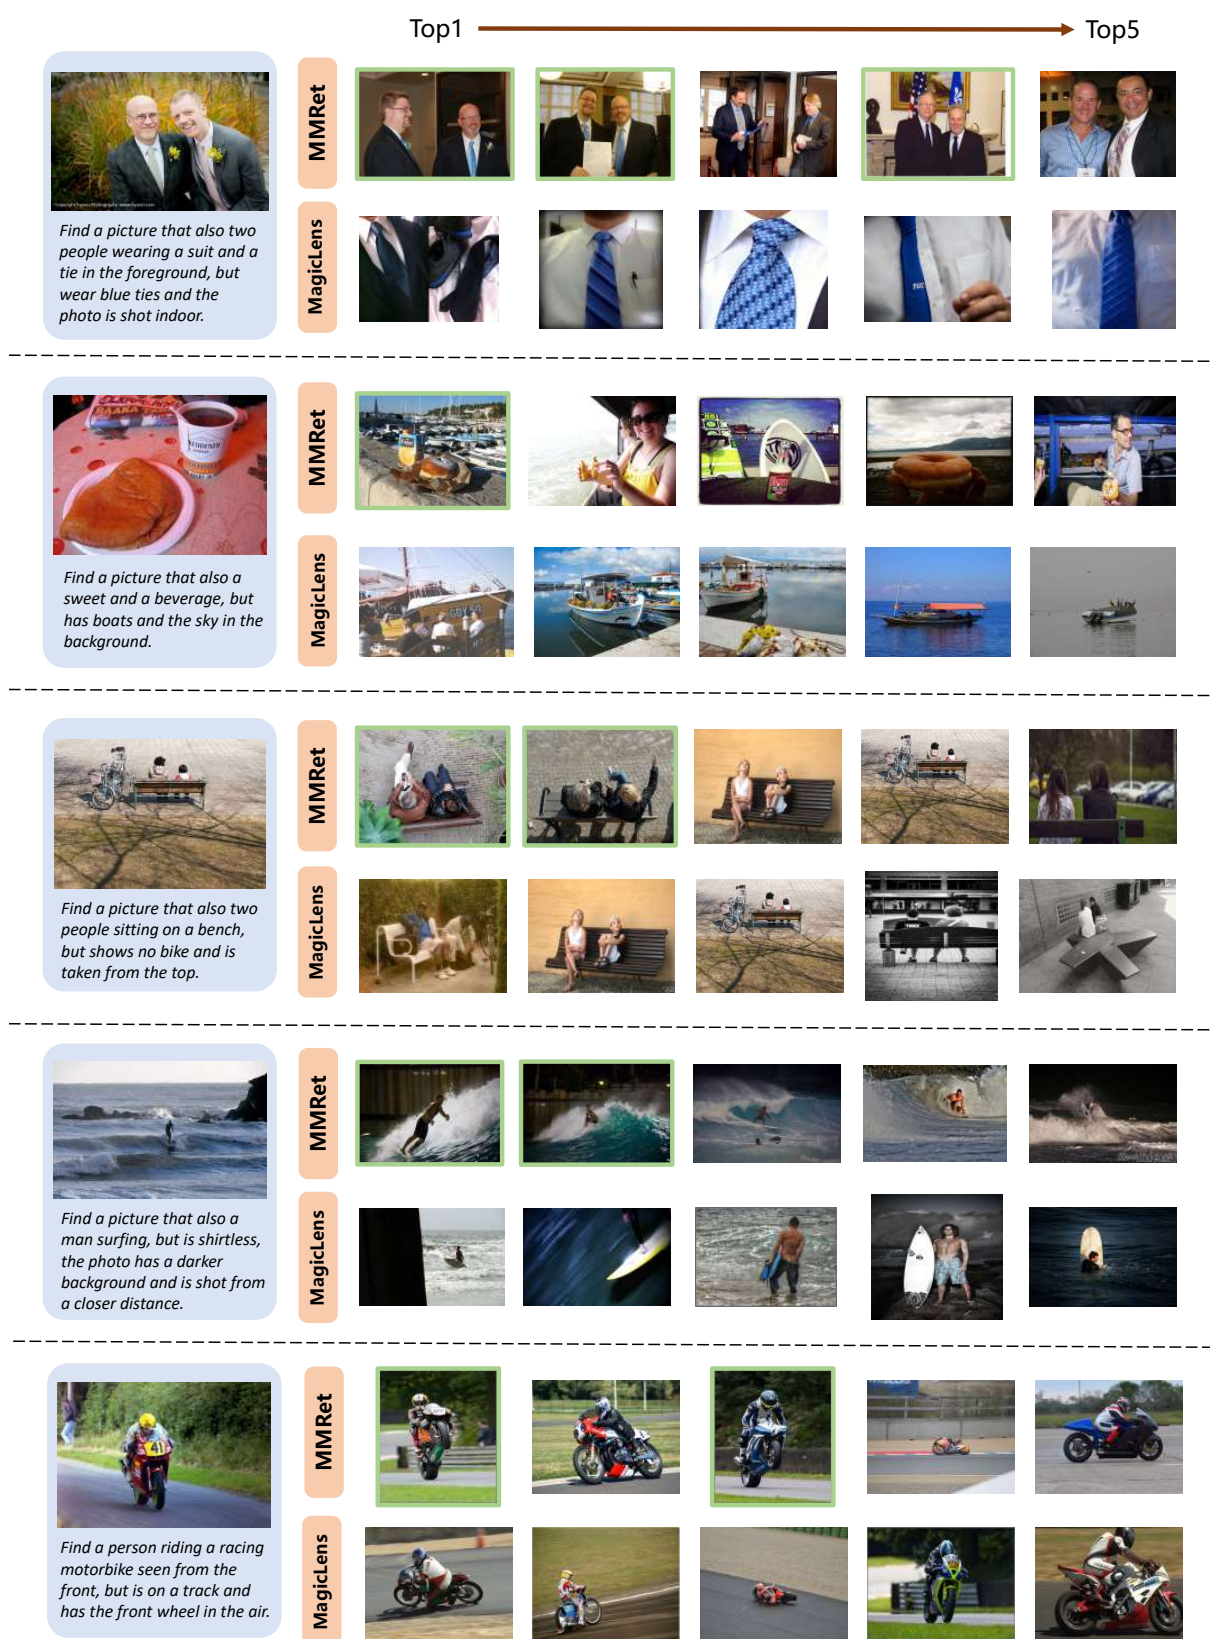 Top1
Top5
MMRet
MagicLens
Find a picture that also two
people wearing a suit and a
tie in the foreground, but
wear blue ties and the
photo is shot indoor.
MMRet
MagicLens
Find a picture that also a
sweet and a beverage, but
has boats and the sky in the
background.
MMRet
MagicLens
Find a picture that also two
people sitting on a bench,
but shows no bike and is
taken from the top.
MMRet
MagicLens
Find a picture that also a
man surfing, but is shirtless,
the photo has a darker
background and is shot from
a closer distance.
MMRet
41
MagicLens
Find a person riding a racing
motorbike seen from the
front, but is on a track and
has the front wheel in the air.